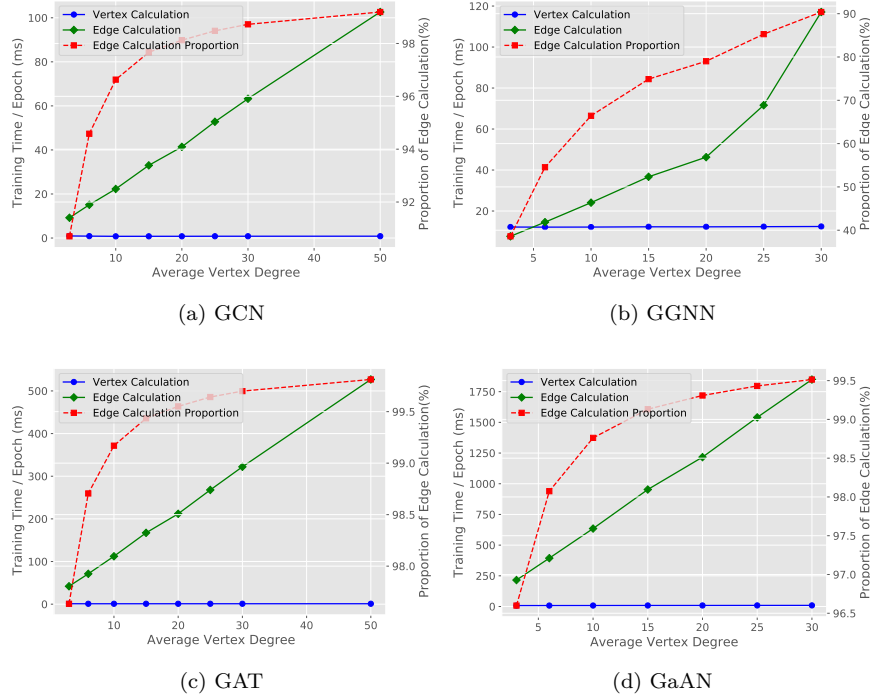 Vertex Calculation
Edge Calculation
Edge Calculation Proportion
Training Time / Epoch (ms)
0
20
40
60
80
100
10
20
30
40
50
Average Vertex Degree
92
94
96
98
Proportion of Edge Calculation(%)
(a) GCN
Vertex Calculation
Edge Calculation
Edge Calculation Proportion
Training Time / Epoch (ms)
20
40
60
80
100
120
5
10
15
20
25
30
Average Vertex Degree
40
50
60
70
80
90
Proportion of Edge Calculation(%)
(b) GGNN
Vertex Calculation
Edge Calculation
Edge Calculation Proportion
Training Time / Epoch (ms)
0
100
200
300
400
500
10
20
30
40
50
Average Vertex Degree
98.0
98.5
99.0
99.5
Proportion of Edge Calculation(%)
(c) GAT
Vertex Calculation
Edge Calculation
Edge Calculation Proportion
Training Time / Epoch (ms)
0
250
500
750
1000
1250
1500
1750
5
10
15
20
25
30
Average Vertex Degree
96.5
97.0
97.5
98.0
98.5
99.0
99.5
Proportion of Edge Calculation(%)
(d) GaAN